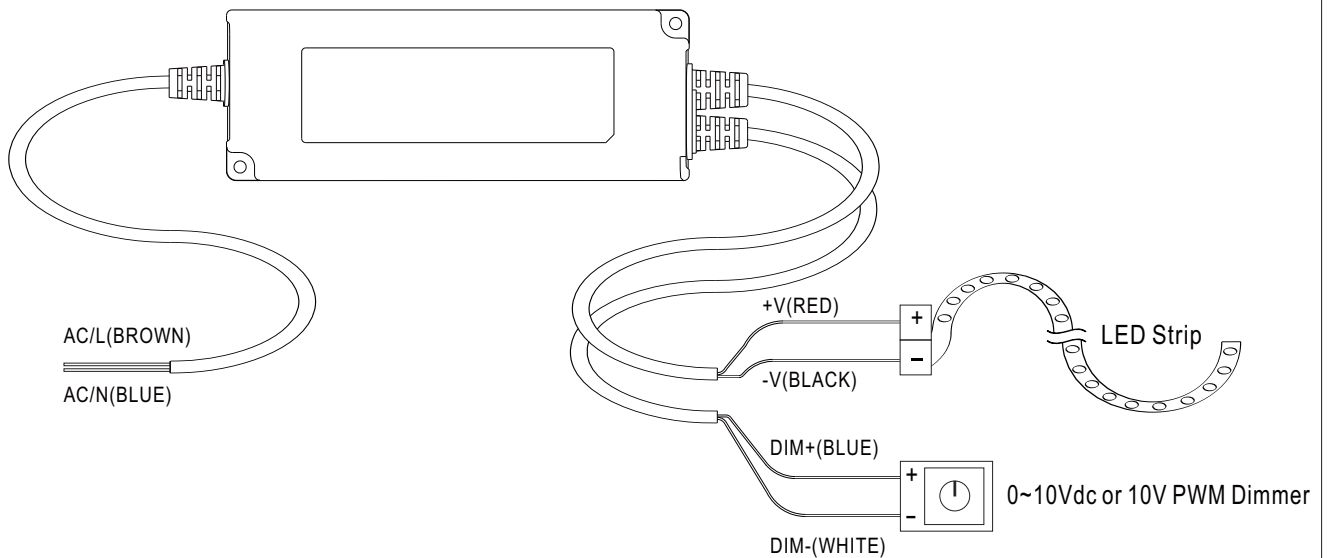 AC/L(BROWN)
AC/N(BLUE)
+V(RED)
+
LED Strip
−
-V(BLACK)
DIM+(BLUE)
+
0~10Vdc or 10V PWM Dimmer
−
DIM-(WHITE)